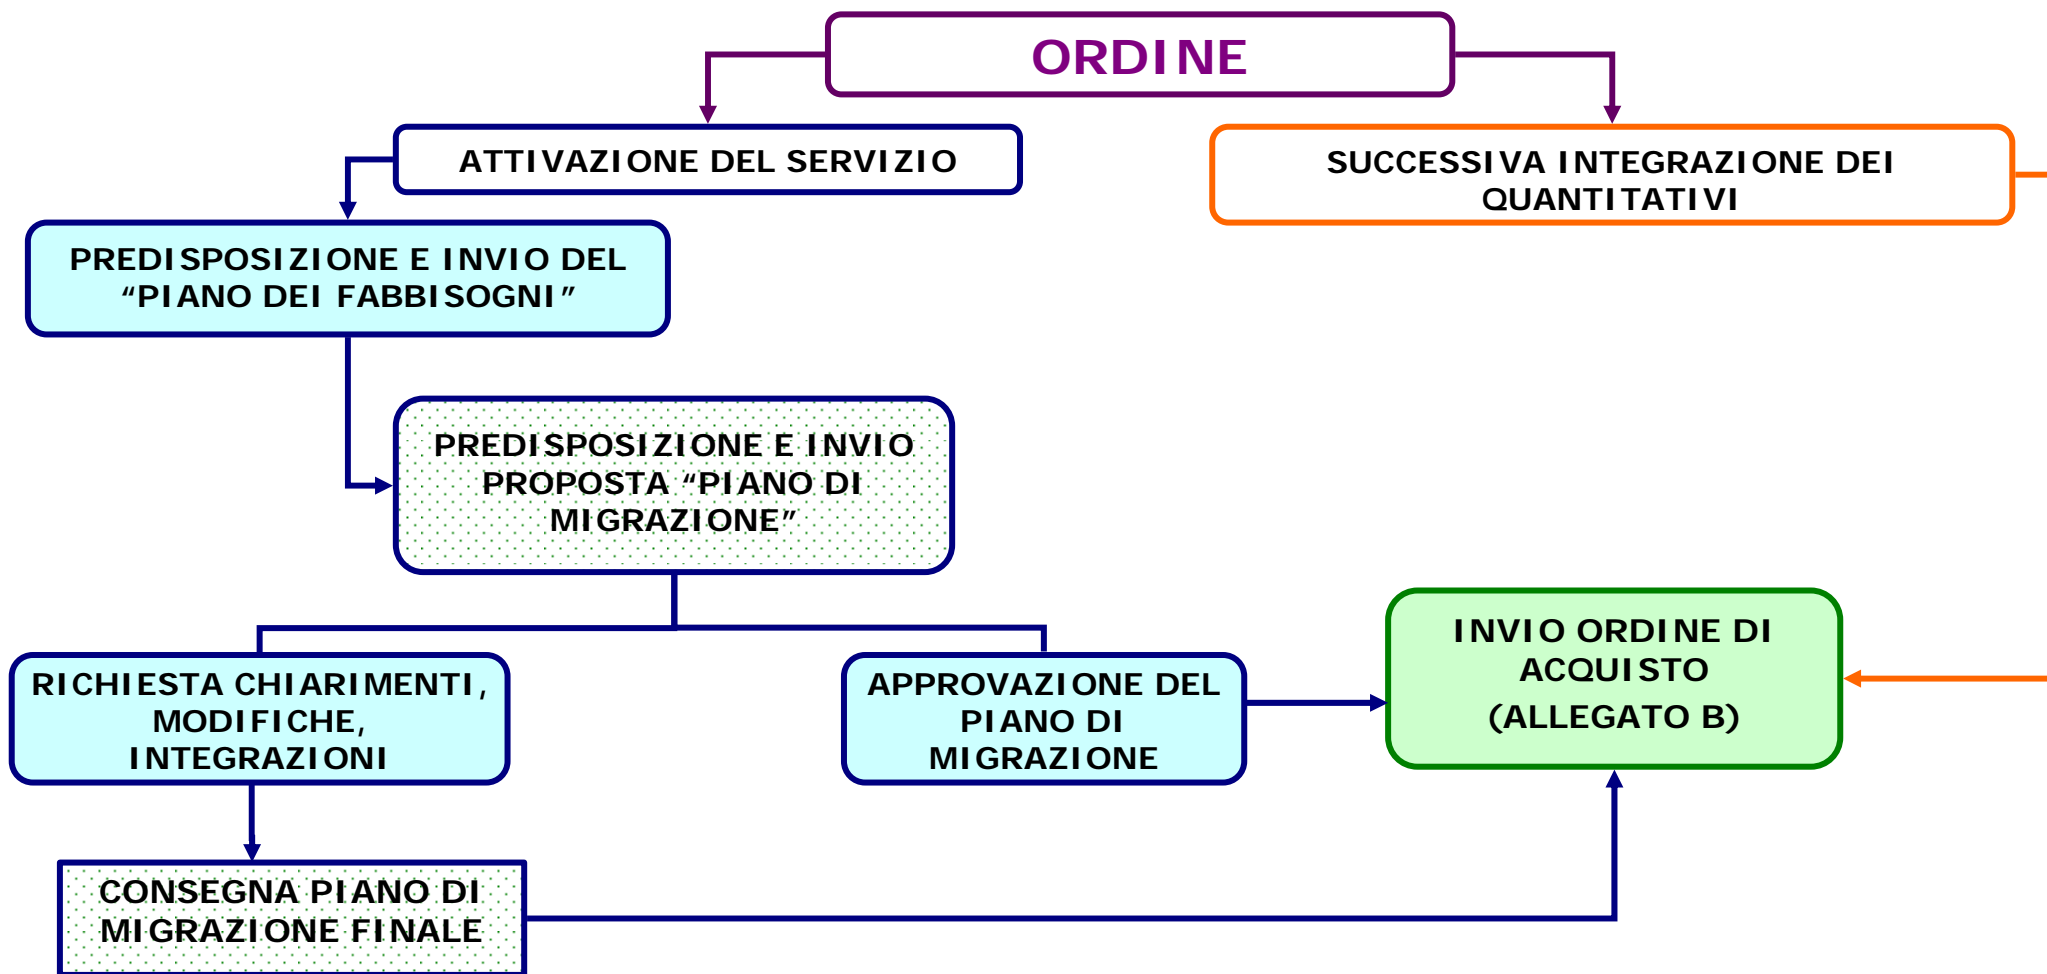 ORDINE
ATTIVAZIONE DEL SERVIZIO
SUCCESSIVA INTEGRAZIONE DEI
QUANTITATIVI
PREDISPOSIZIONE E INVIO DEL
“PIANO DEI FABBISOGNI”
PREDISPOSIZIONE E INVIO
PROPOSTA “PIANO DI
MIGRAZIONE”
RICHIESTA CHIARIMENTI,
MODIFICHE,
INTEGRAZIONI
APPROVAZIONE DEL
PIANO DI
MIGRAZIONE
INVIO ORDINE DI
ACQUISTO
(ALLEGATO B)
CONSEGNA PIANO DI
MIGRAZIONE FINALE